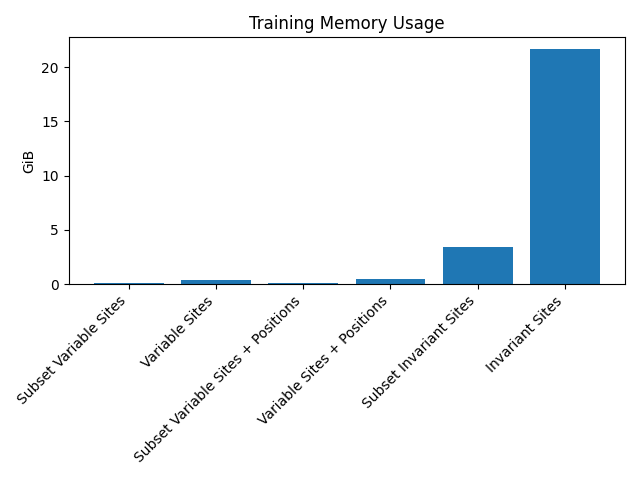 Training Memory Usage
GiB
20
15
10
5
0
Subset Variable Sites
Variable Sites
Subset Variable Sites + Positions
Variable Sites + Positions
Subset Invariant Sites
Invariant Sites